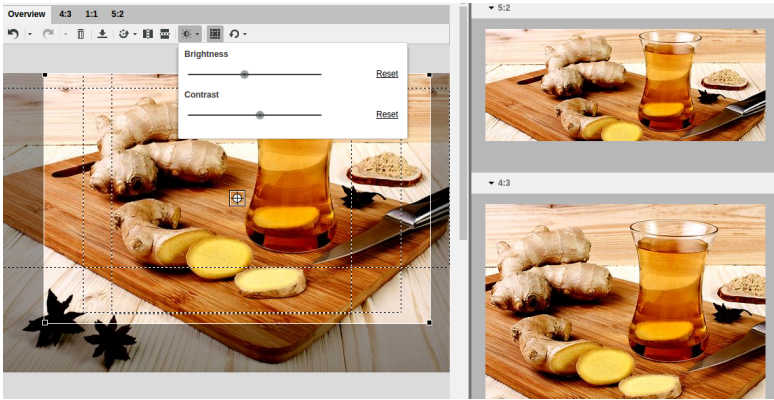 Overview 4:3 1:1 5:2
Brightness
Reset
Contrast
Reset
5:2
4:3